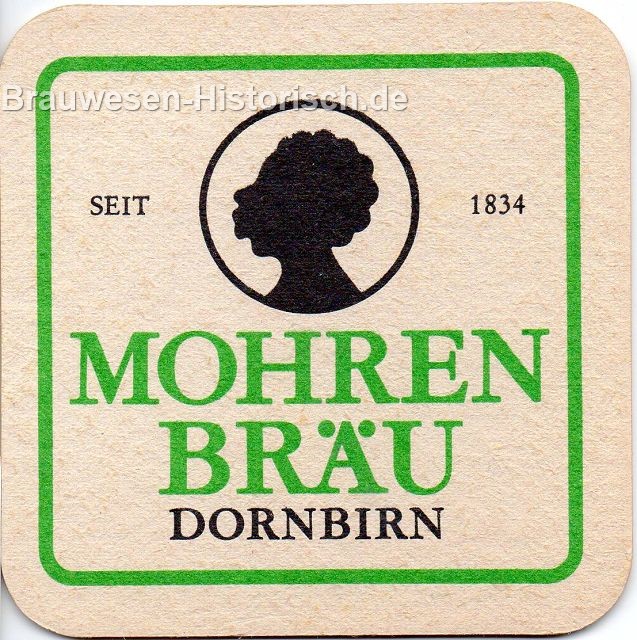 Brauwesen-Historisch.de
SEIT 1834
MOHREN
BRÄU
DORNBIRN